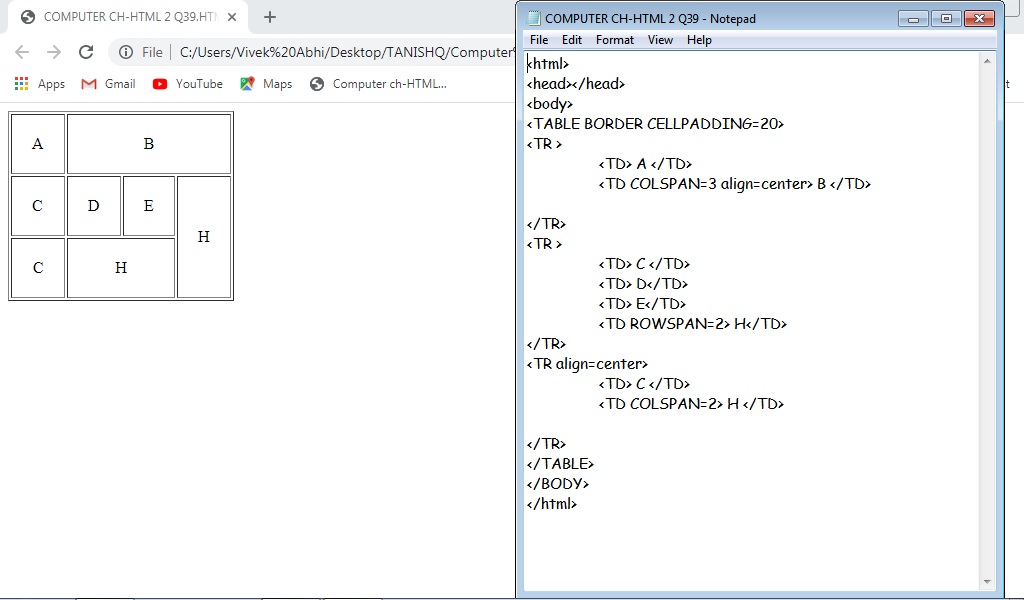 COMPUTER CH-HTML 2 Q39.HTM
File | C:/Users/Vivek%20Abhi/Desktop/TANISHQ/Computer%
Apps Gmail YouTube Maps Computer ch-HTML...
A B
C D E H
C H
COMPUTER CH-HTML 2 Q39 - Notepad
File Edit Format View Help
<html>
<head></head>
<body>
<TABLE BORDER CELLPADDING=20>
<TR >
<TD> A </TD>
<TD COLSPAN=3 align=center> B </TD>
</TR>
<TR >
<TD> C </TD>
<TD> D</TD>
<TD> E</TD>
<TD ROWSPAN=2> H</TD>
</TR>
<TR align=center>
<TD> C </TD>
<TD COLSPAN=2> H </TD>
</TR>
</TABLE>
</BODY>
</html>